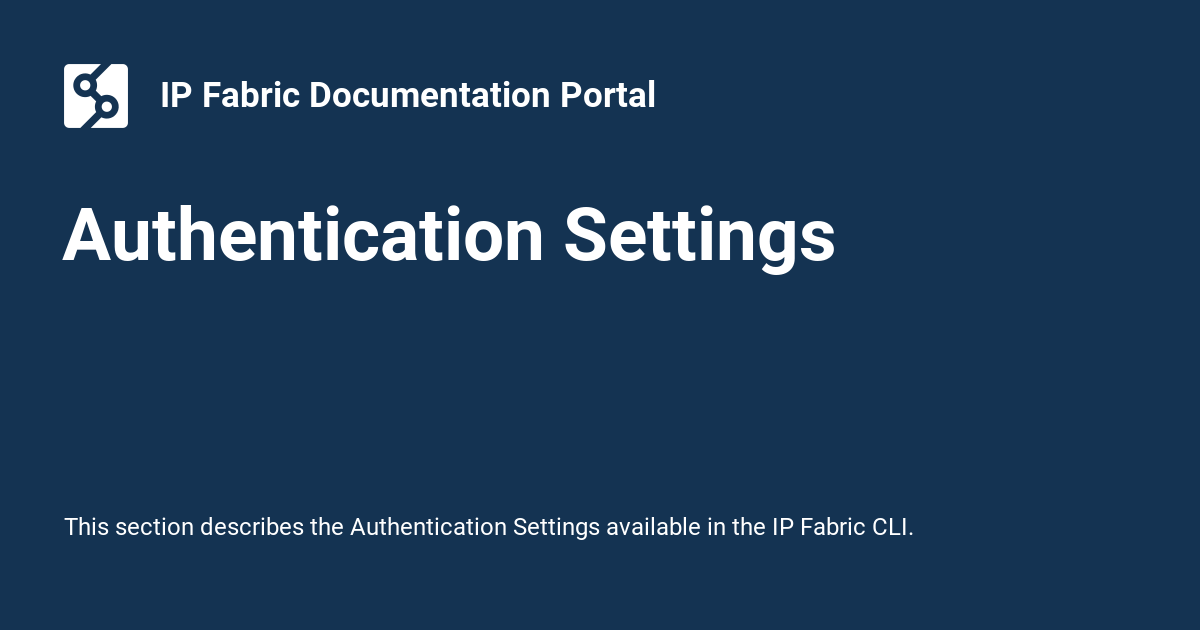 IP Fabric Documentation Portal
Authentication Settings
This section describes the Authentication Settings available in the IP Fabric CLI.